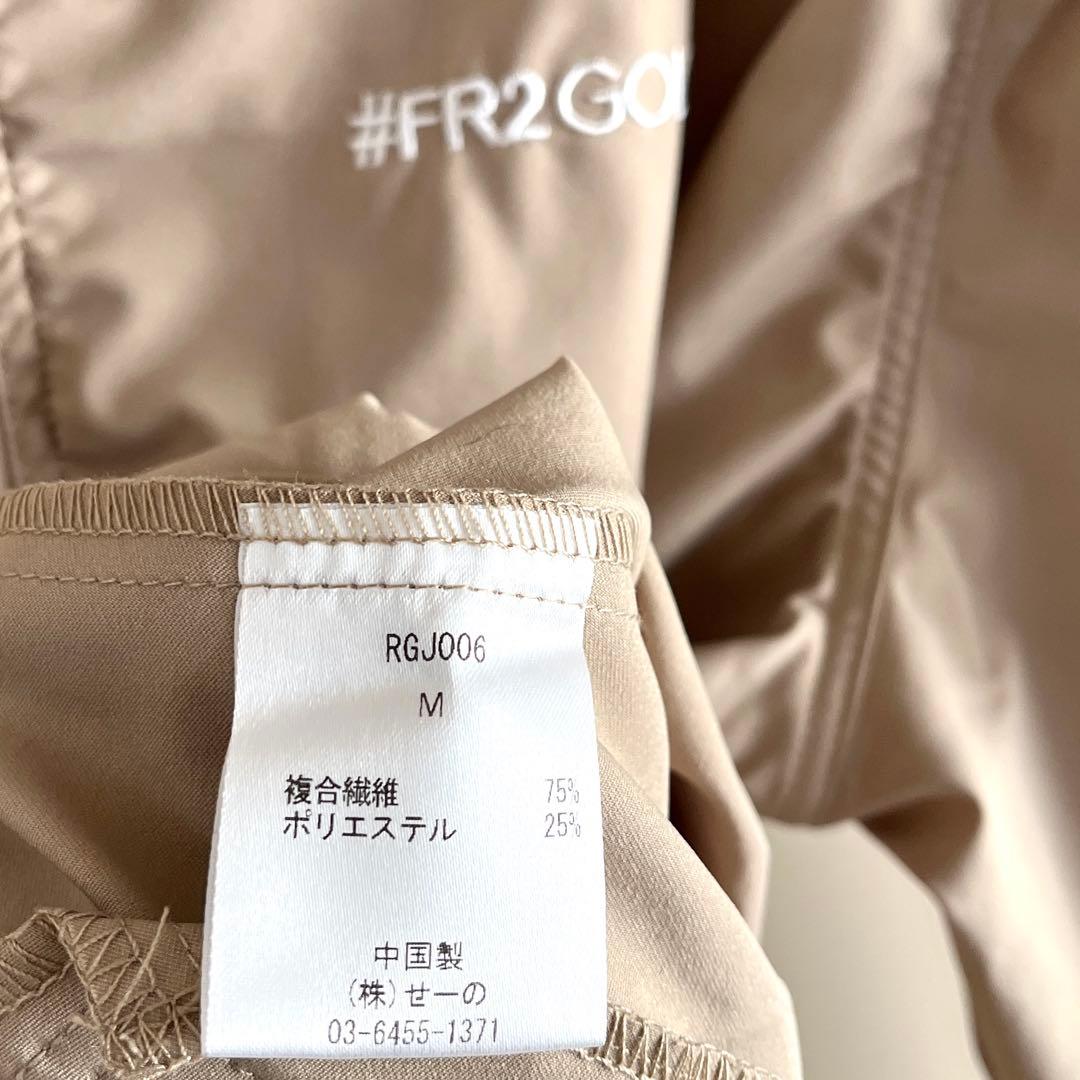 #FR2GOL
RGJ006
M
複合繊維 75%
ポリエステル 25%
中国製
(株)せーの
03-6455-1371